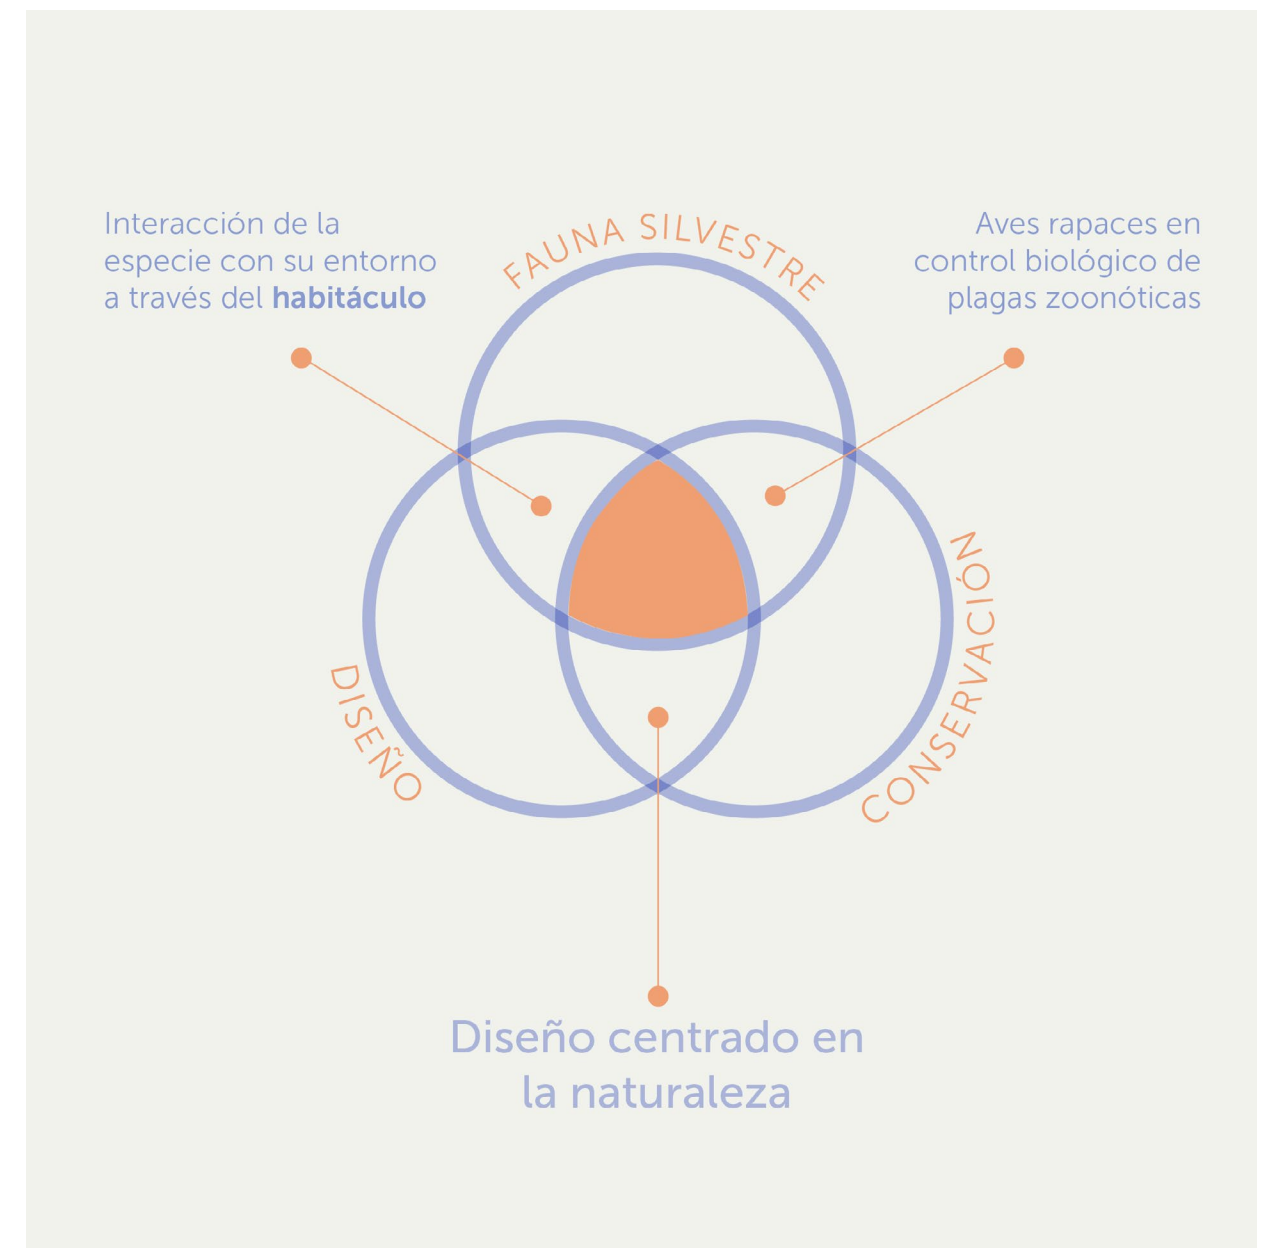 Interacción de la
especie con su entorno
a través del habitáculo
FAUNA SILVESTRE
Aves rapaces en
control biológico de
plagas zoonóticas
DISEÑO
CONSERVACIÓN
Diseño centrado en
la naturaleza